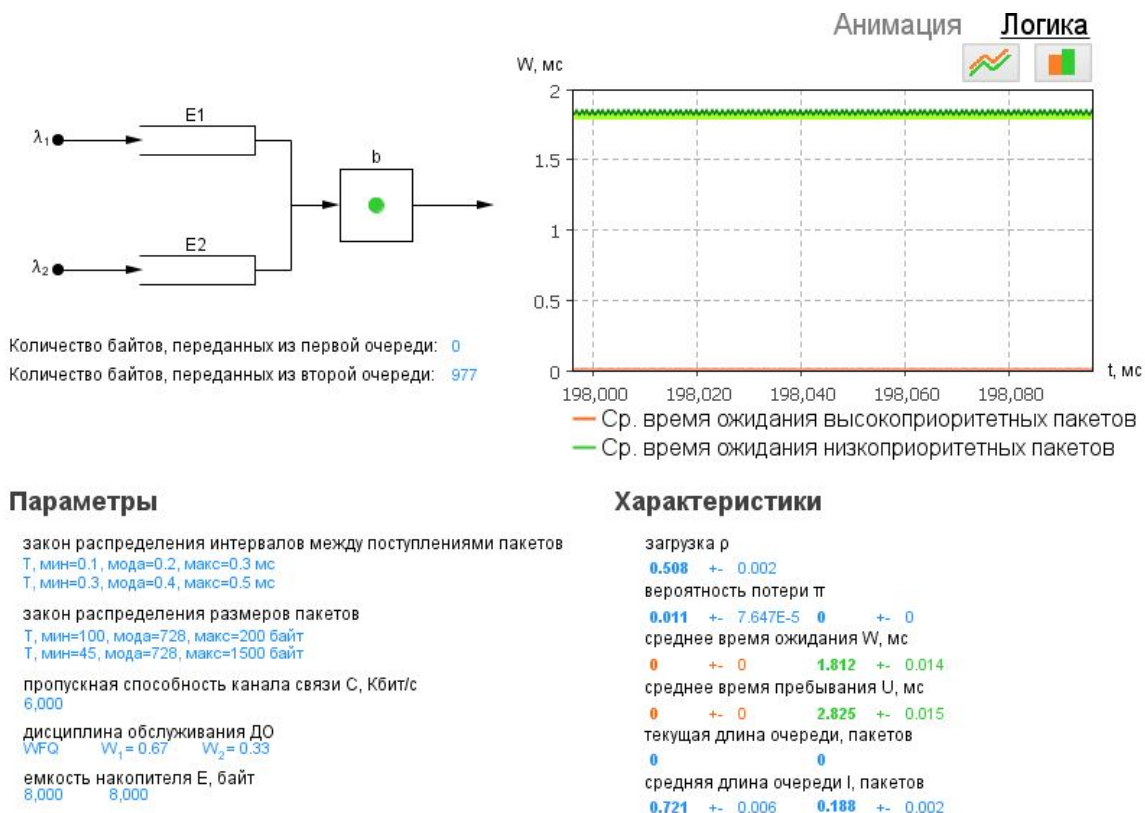 Анимация Логика
W, мс
2
1.5
1
0.5
0
198,000 198,020 198,040 198,060 198,080
t, мс
Ср. время ожидания высокоприоритетных пакетов
Ср. время ожидания низкоприоритетных пакетов
λ1
E1
b
λ2
E2
Количество байтов, переданных из первой очереди: 0
Количество байтов, переданных из второй очереди: 977
Параметры
закон распределения интервалов между поступлениями пакетов
T, мин=0.1, мода=0.2, макс=0.3 мс
T, мин=0.3, мода=0.4, макс=0.5 мс
закон распределения размеров пакетов
T, мин=100, мода=728, макс=200 байт
T, мин=45, мода=728, макс=1500 байт
пропускная способность канала связи С, Кбит/с
6,000
дисциплина обслуживания ДО
WFQ W1= 0.67 W2= 0.33
емкость накопителя Е, байт
8,000 8,000
Характеристики
загрузка ρ
0.508 +- 0.002
вероятность потери π
0.011 +- 7.647E-5 0 +- 0
среднее время ожидания W, мс
0 +- 0 1.812 +- 0.014
среднее время пребывания U, мс
0 +- 0 2.825 +- 0.015
текущая длина очереди, пакетов
0 0
средняя длина очереди l, пакетов
0.721 +- 0.006 0.188 +- 0.002